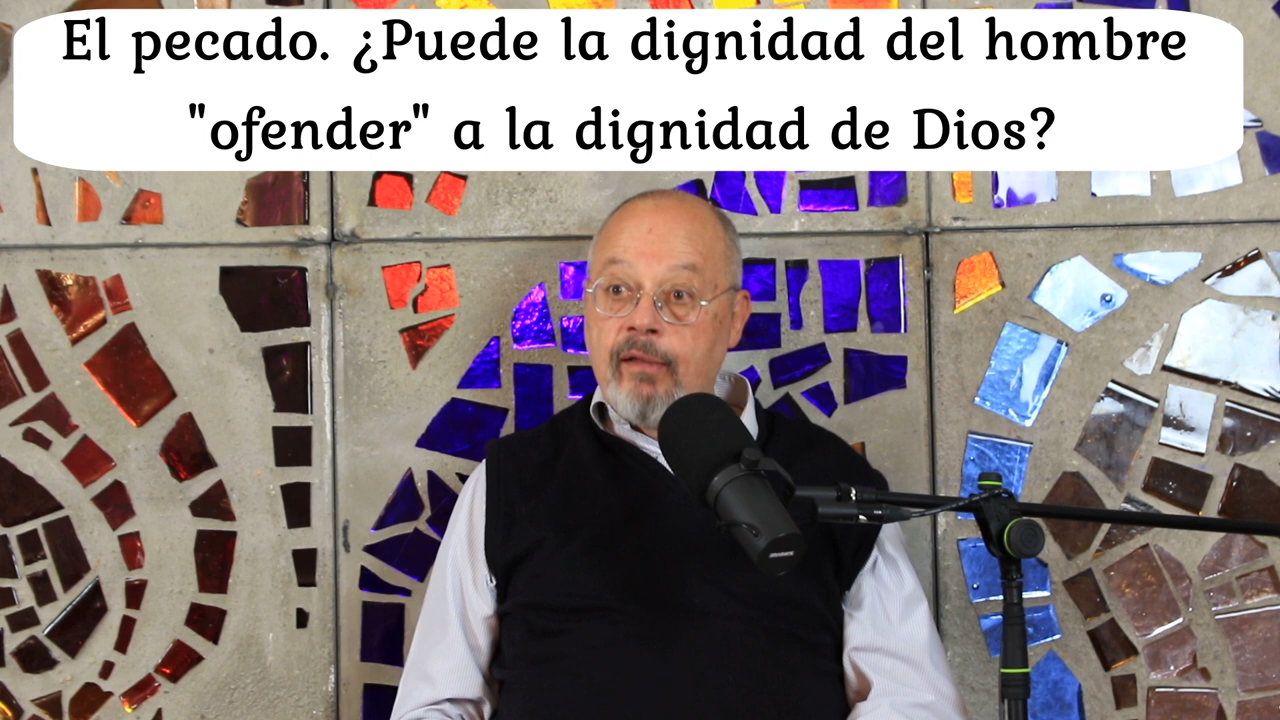 El pecado. ¿Puede la dignidad del hombre
"ofender" a la dignidad de Dios?